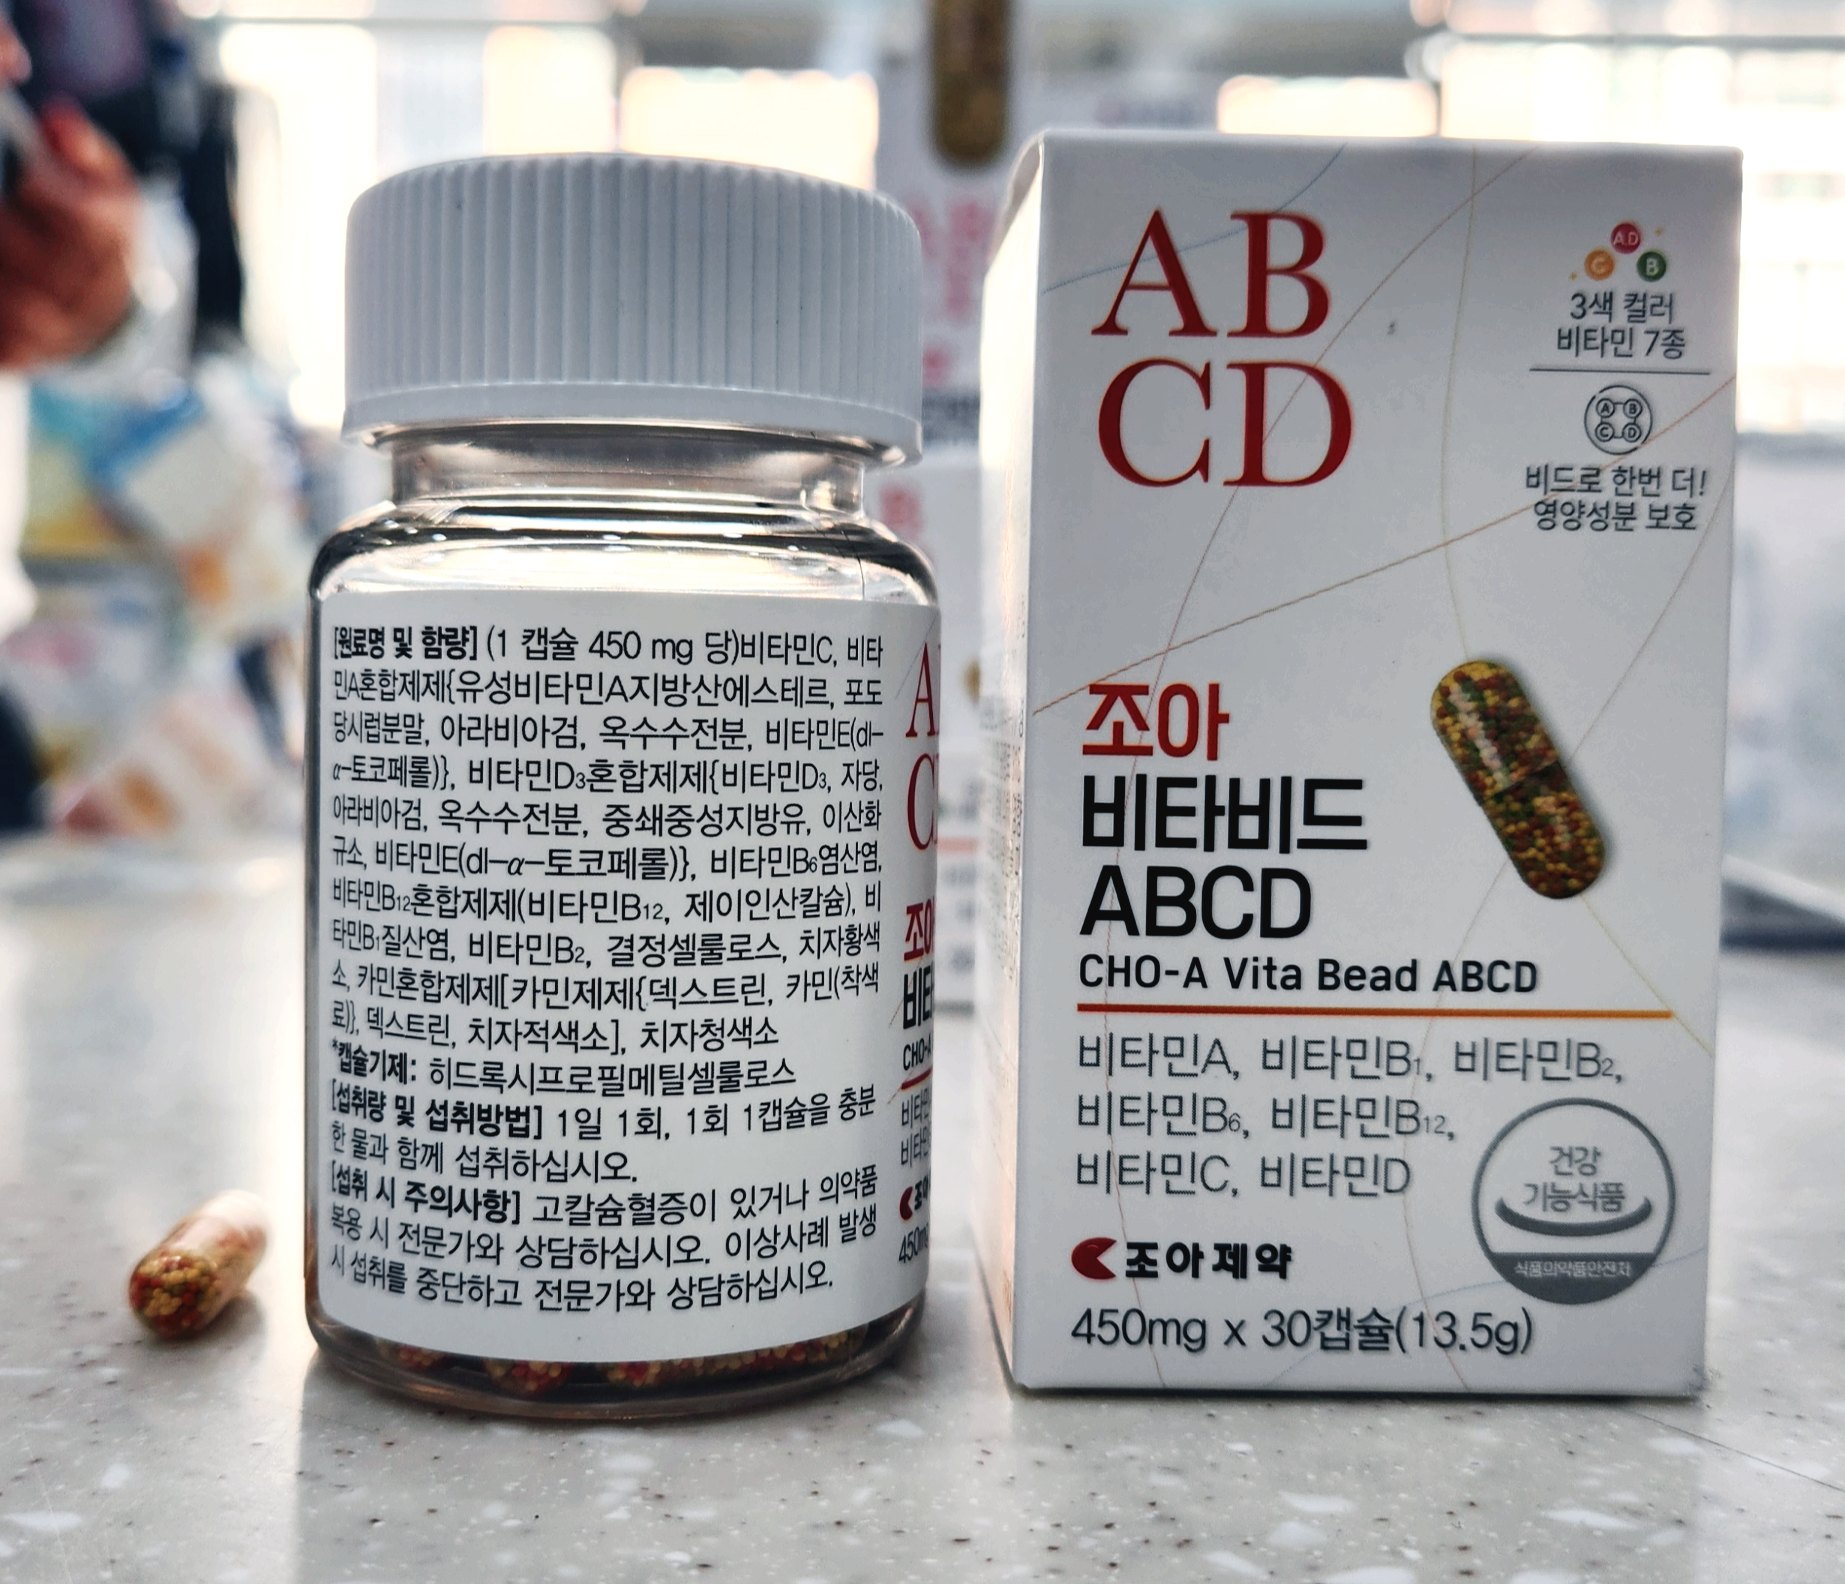 [원료명 및 함량] (1 캡슐 450 mg 당)비타민C, 비타
민A혼합제제{유성비타민A지방산에스테르, 포도
당시럽분말, 아라비아검, 옥수수전분, 비타민E(dl-
α-토코페롤)}, 비타민D₃혼합제제{비타민D₃, 자당,
아라비아검, 옥수수전분, 중쇄중성지방유, 이산화
규소, 비타민E(dl-α-토코페롤)}, 비타민B₆염산염,
비타민B₁₂혼합제제(비타민B₁₂, 제이인산칼슘), 비
타민B₁질산염, 비타민B₂, 결정셀룰로스, 치자황색
소, 카민혼합제제[카민제제{덱스트린, 카민(착색
료)}, 덱스트린, 치자적색소], 치자청색소
*캡슐기제: 히드록시프로필메틸셀룰로스
[섭취량 및 섭취방법] 1일 1회, 1회 1캡슐을 충분
한 물과 함께 섭취하십시오.
[섭취 시 주의사항] 고칼슘혈증이 있거나 의약품
복용 시 전문가와 상담하십시오. 이상사례 발생
시 섭취를 중단하고 전문가와 상담하십시오.
AB
CD
A.D
C
B
3색 컬러
비타민 7종
A B
C D
비드로 한번 더!
영양성분 보호
조아
비타비드
ABCD
CHO-A Vita Bead ABCD
비타민A, 비타민B₁, 비타민B₂,
비타민B₆, 비타민B₁₂,
비타민C, 비타민D
건강
기능식품
식품의약품안전처
조아제약
450mg x 30캡슐(13.5g)